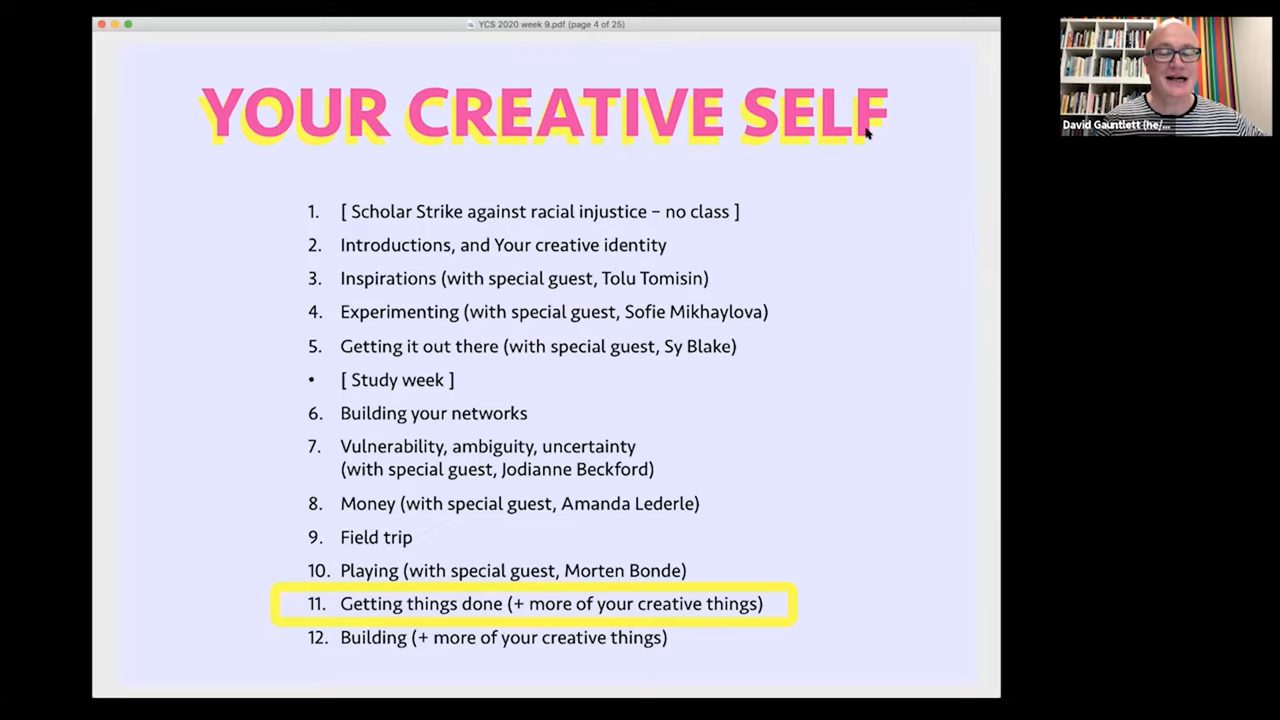 YCS 2020 week 9.pdf (page 4 of 25)
YOUR CREATIVE SELF
1. [ Scholar Strike against racial injustice – no class ]
2. Introductions, and Your creative identity
3. Inspirations (with special guest, Tolu Tomisin)
4. Experimenting (with special guest, Sofie Mikhaylova)
5. Getting it out there (with special guest, Sy Blake)
• [ Study week ]
6. Building your networks
7. Vulnerability, ambiguity, uncertainty
(with special guest, Jodianne Beckford)
8. Money (with special guest, Amanda Lederle)
9. Field trip
10. Playing (with special guest, Morten Bonde)
11. Getting things done (+ more of your creative things)
12. Building (+ more of your creative things)
David Gauntlett (he/...